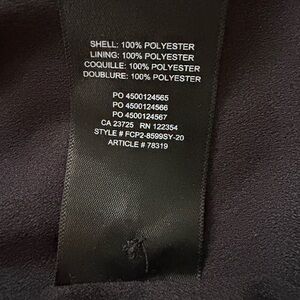 SHELL: 100% POLYESTER
LINING: 100% POLYESTER
COQUILLE: 100% POLYESTER
DOUBLURE: 100% POLYESTER
PO 4500124565
PO 4500124566
PO 4500124567
CA 23725 RN 122354
STYLE # FCP2-8599SY-20
ARTICLE # 78319